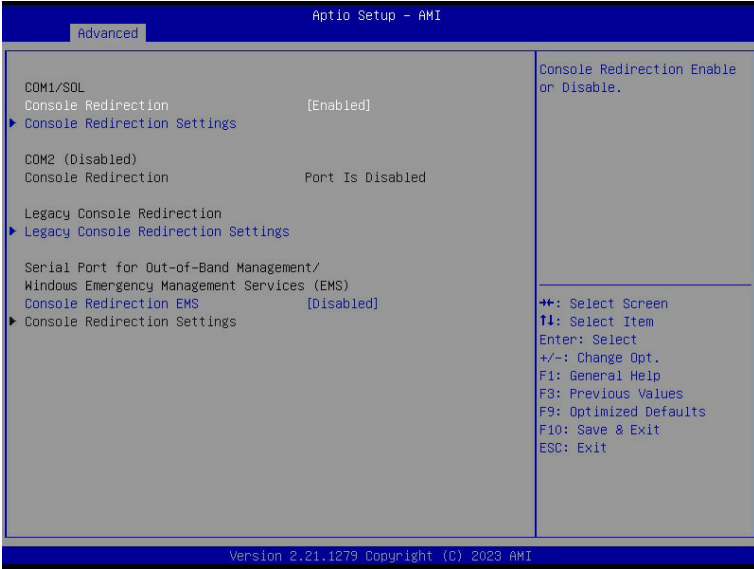 Aptio Setup – AMI
Advanced
COM1/SOL
Console Redirection [Enabled]
Console Redirection Settings
COM2 (Disabled)
Console Redirection Port Is Disabled
Legacy Console Redirection
Legacy Console Redirection Settings
Serial Port for Out-of-Band Management/
Windows Emergency Management Services (EMS)
Console Redirection EMS [Disabled]
Console Redirection Settings
Console Redirection Enable
or Disable.
→←: Select Screen
↑↓: Select Item
Enter: Select
+/-: Change Opt.
F1: General Help
F3: Previous Values
F9: Optimized Defaults
F10: Save & Exit
ESC: Exit
Version 2.21.1279 Copyright (C) 2023 AMI